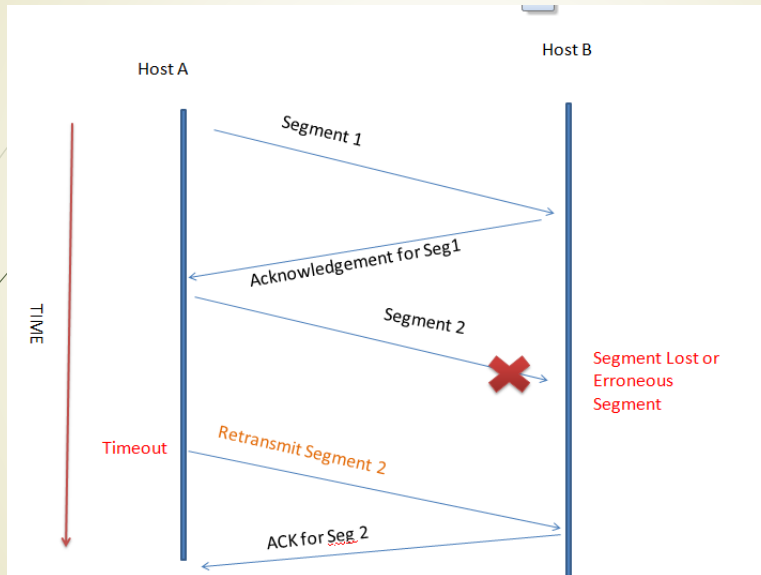 Host B
Host A
Segment 1
Acknowledgement for Seg1
Segment 2
TIME
Segment Lost or
Erroneous
Segment
Timeout
Retransmit Segment 2
ACK for Seg 2